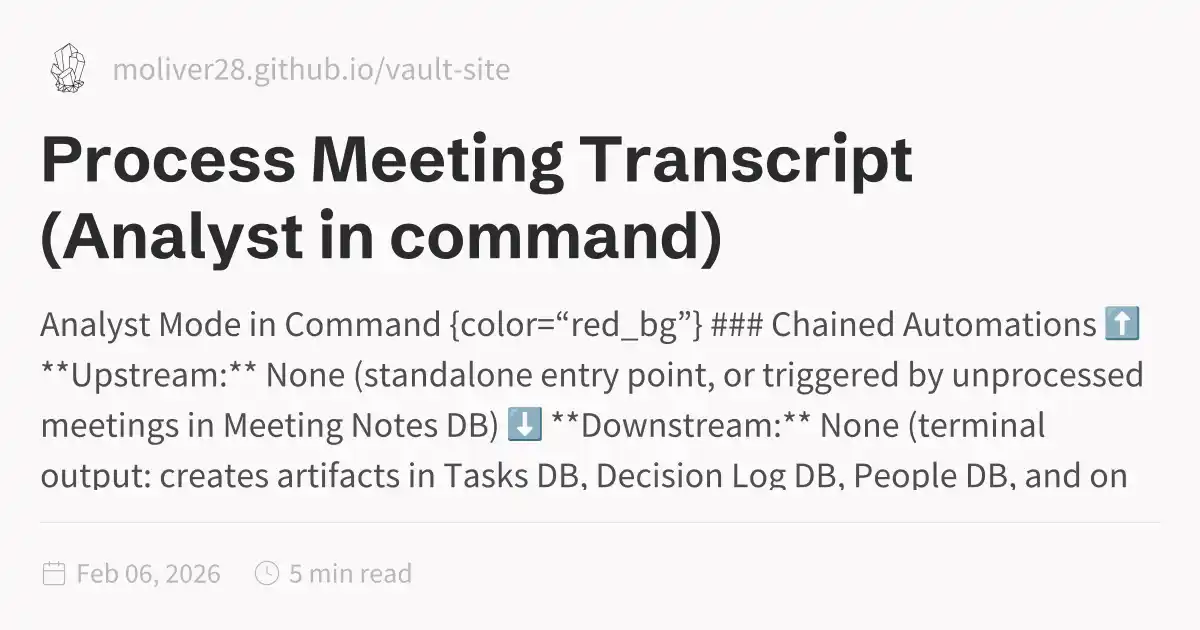 moliver28.github.io/vault-site
Process Meeting Transcript
(Analyst in command)
Analyst Mode in Command {color=“red_bg”} ### Chained Automations ⬆️
**Upstream:** None (standalone entry point, or triggered by unprocessed
meetings in Meeting Notes DB) ⬇️ **Downstream:** None (terminal
output: creates artifacts in Tasks DB, Decision Log DB, People DB, and on
Feb 06, 2026
5 min read